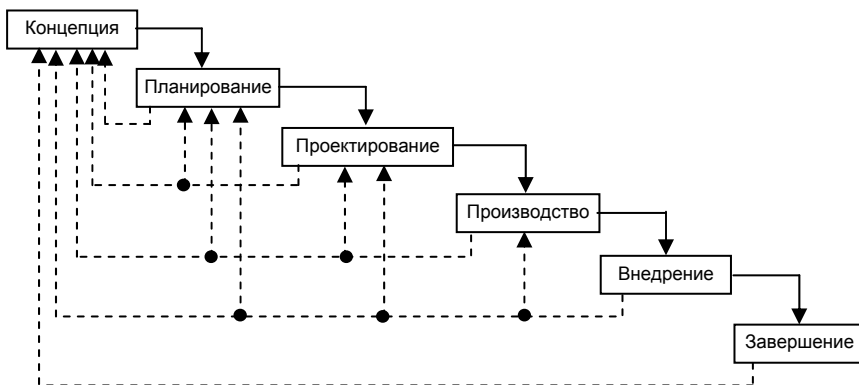 Концепция
Планирование
Проектирование
Производство
Внедрение
Завершение